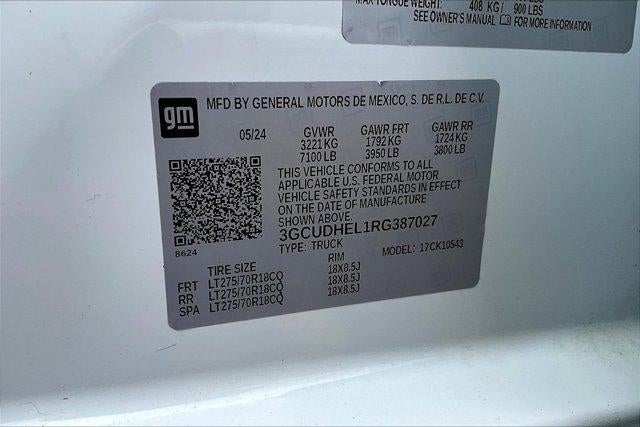 MAX TONGUE WEIGHT: 408 KG / 900 LBS
SEE OWNER'S MANUAL FOR MORE INFORMATION
gm
MFD BY GENERAL MOTORS DE MEXICO, S. DE R.L. DE C.V.
05/24 GVWR GAWR FRT GAWR RR
3221 KG 1792 KG 1724 KG
7100 LB 3950 LB 3800 LB
THIS VEHICLE CONFORMS TO ALL
APPLICABLE U.S. FEDERAL MOTOR
VEHICLE SAFETY STANDARDS IN EFFECT
ON THE DATE OF MANUFACTURE
SHOWN ABOVE.
3GCUDHEL1RG387027
8624
TYPE: TRUCK MODEL: 17CK10543
TIRE SIZE RIM
FRT LT275/70R18CQ 18X8.5J
RR LT275/70R18CQ 18X8.5J
SPA LT275/70R18CQ 18X8.5J